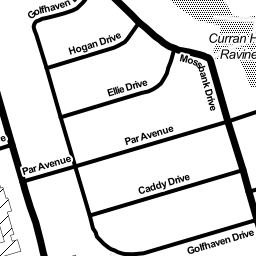 Golfhaven
Hogan Drive
Curran H
Ravine
Mossbank Drive
Ellie Drive
Par Avenue
Par Avenue
Caddy Drive
Golfhaven Drive